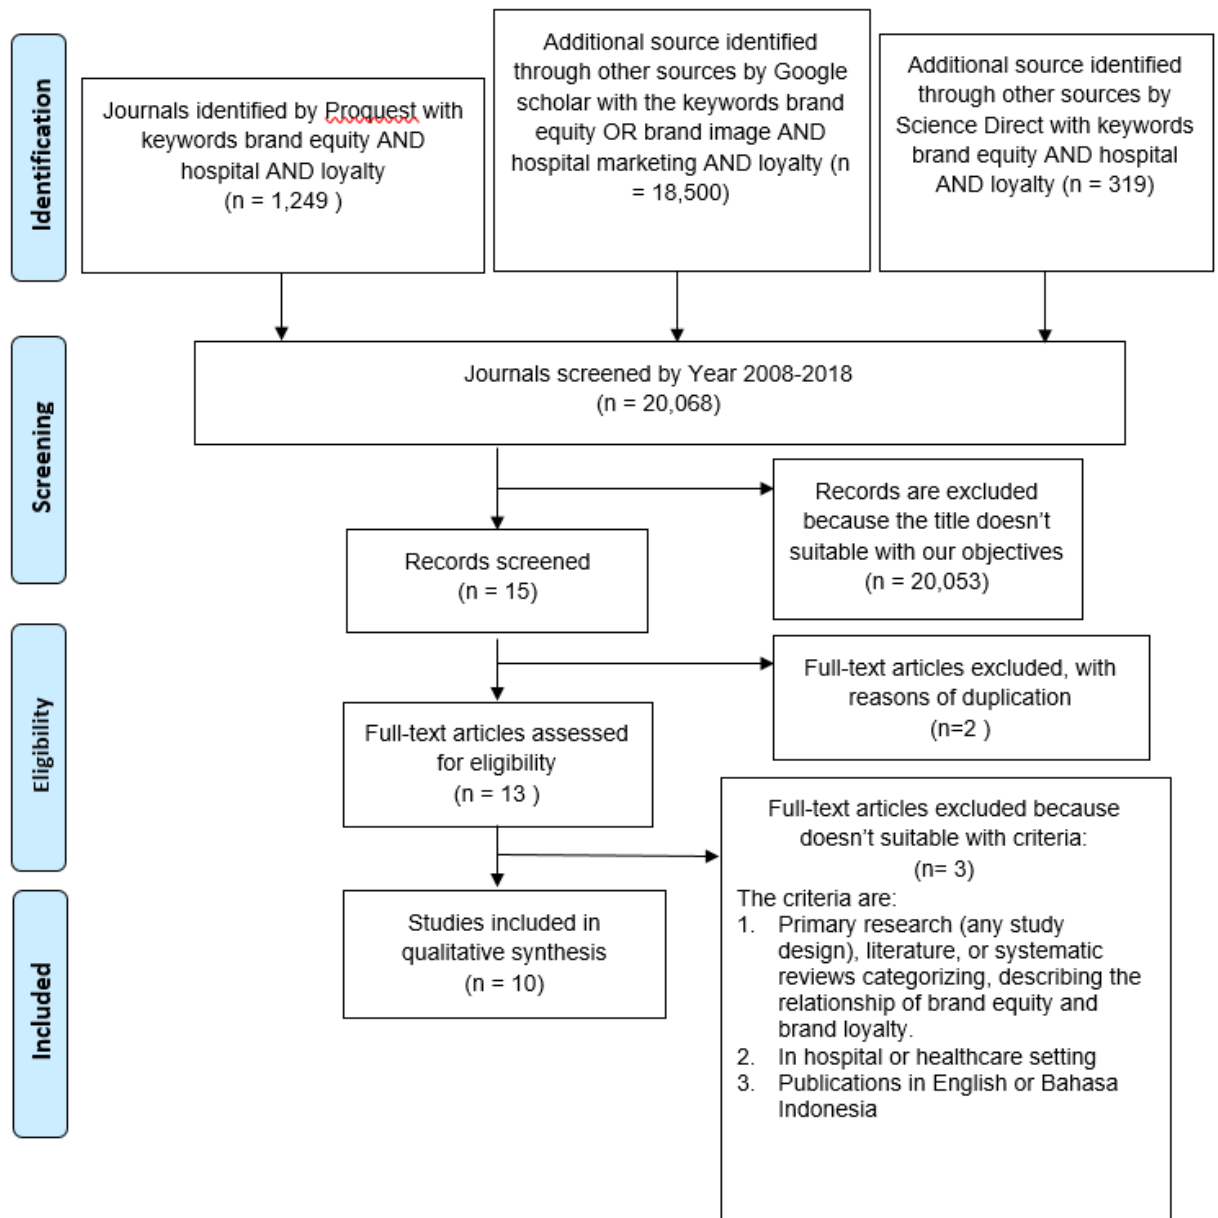 Identification
Journals identified by Proquest with
keywords brand equity AND
hospital AND loyalty
(n = 1,249 )
Additional source identified
through other sources by Google
scholar with the keywords brand
equity OR brand image AND
hospital marketing AND loyalty (n
= 18,500)
Additional source identified
through other sources by
Science Direct with keywords
brand equity AND hospital
AND loyalty (n = 319)
Screening
Journals screened by Year 2008-2018
(n = 20,068)
Records are excluded
because the title doesn’t
suitable with our objectives
(n = 20,053)
Records screened
(n = 15)
Eligibility
Full-text articles excluded, with
reasons of duplication
(n=2 )
Full-text articles assessed
for eligibility
(n = 13 )
Full-text articles excluded because
doesn’t suitable with criteria:
(n= 3)
The criteria are:
1. Primary research (any study
design), literature, or systematic
reviews categorizing, describing the
relationship of brand equity and
brand loyalty.
2. In hospital or healthcare setting
3. Publications in English or Bahasa
Indonesia
Included
Studies included in
qualitative synthesis
(n = 10)